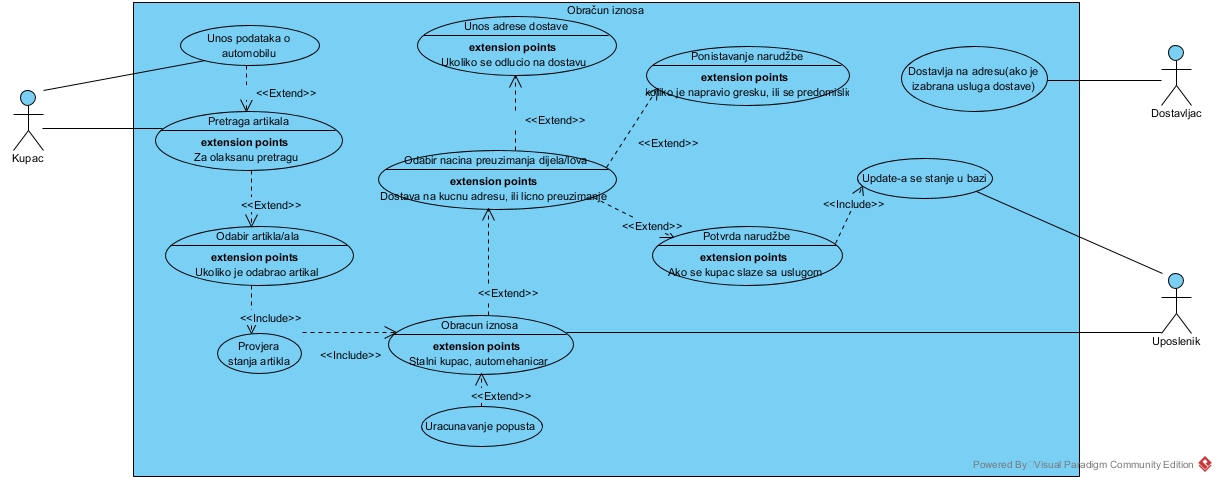 Obračun iznosa
Unos podataka o
automobilu
<<Extend>>
Pretraga artikala
extension points
Za olaksanu pretragu
<<Extend>>
Odabir artikla/ala
extension points
Ukoliko je odabrao artikal
<<Include>>
Provjera
stanja artikla
<<Include>>
Kupac
Unos adrese dostave
extension points
Ukoliko se odlucio na dostavu
<<Extend>>
Odabir nacina preuzimanja dijela/lova
extension points
Dostava na kucnu adresu, ili licno preuzimanje
<<Extend>>
Obracun iznosa
extension points
Stalni kupac, automehanicar
<<Extend>>
Uracunavanje popusta
Ponistavanje narudžbe
extension points
koliko je napravio gresku, ili se predomislio
<<Extend>>
<<Extend>>
Potvrda narudžbe
extension points
Ako se kupac slaze sa uslugom
<<Include>>
Update-a se stanje u bazi
Dostavlja na adresu(ako je
izabrana usluga dostave)
Dostavljac
Uposlenik
Powered By Visual Paradigm Community Edition